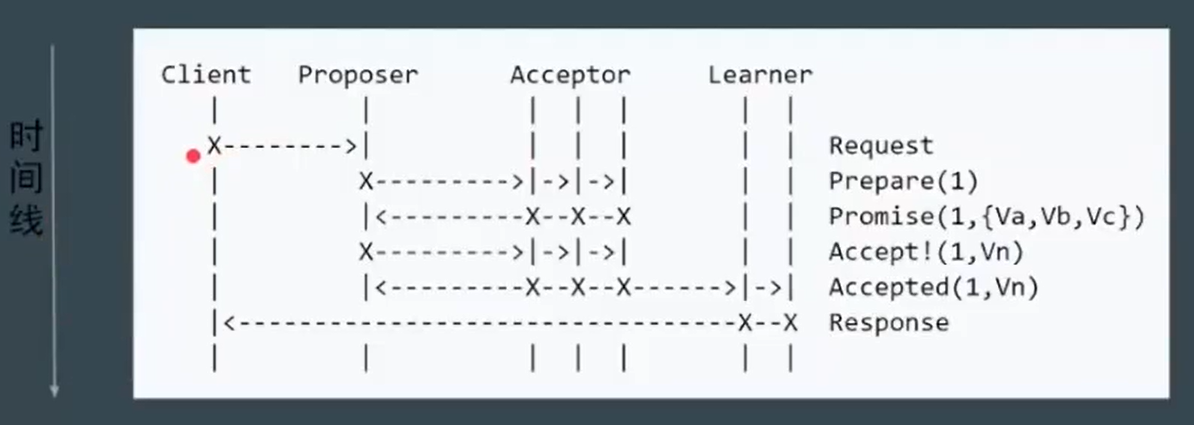 时间线
Client   Proposer      Acceptor     Learner
   |         |          |  |  |       |  |
   X-------->|          |  |  |       |  |  Request
   |         X--------->|->|->|       |  |  Prepare(1)
   |         |<---------X--X--X       |  |  Promise(1,{Va,Vb,Vc})
   |         X--------->|->|->|       |  |  Accept!(1,Vn)
   |         |<---------X--X--X------>|->|  Accepted(1,Vn)
   |<---------------------------------X--X  Response
   |         |          |  |  |       |  |